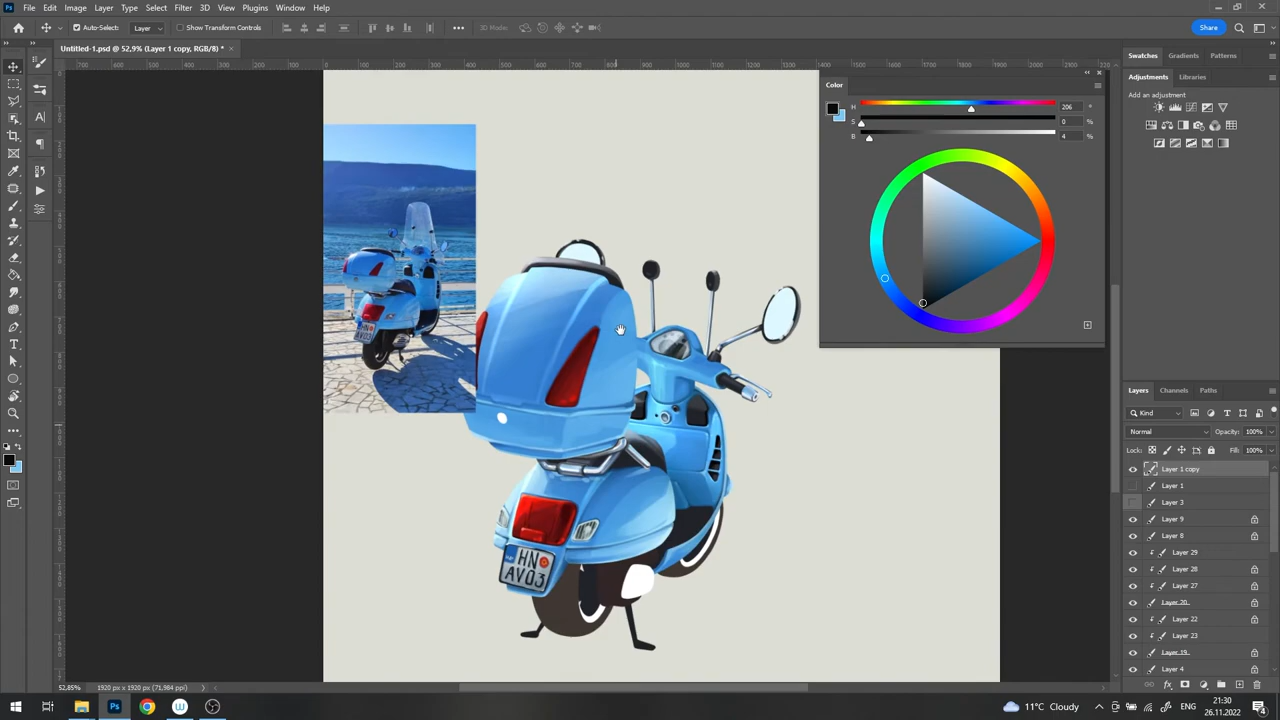 Ps File Edit Image Layer Type Select Filter 3D View Plugins Window Help
Auto-Select: Layer Show Transform Controls 3D Mode: Share
Untitled-1.psd @ 52,9% (Layer 1 copy, RGB/8) *
Swatches Gradients Patterns
Adjustments Libraries
Add an adjustment
Color
H 206 °
S 0 %
B 4 %
HN
AV03
Layers Channels Paths
Kind
Normal Opacity: 100%
Lock: Fill: 100%
Layer 1 copy
Layer 1
Layer 3
Layer 9
Layer 8
Layer 29
Layer 28
Layer 27
Layer 20
Layer 22
Layer 23
Layer 19
Layer 4
52,85% 1920 px x 1920 px (71,984 ppi)
11°C Cloudy
21:30
26.11.2022